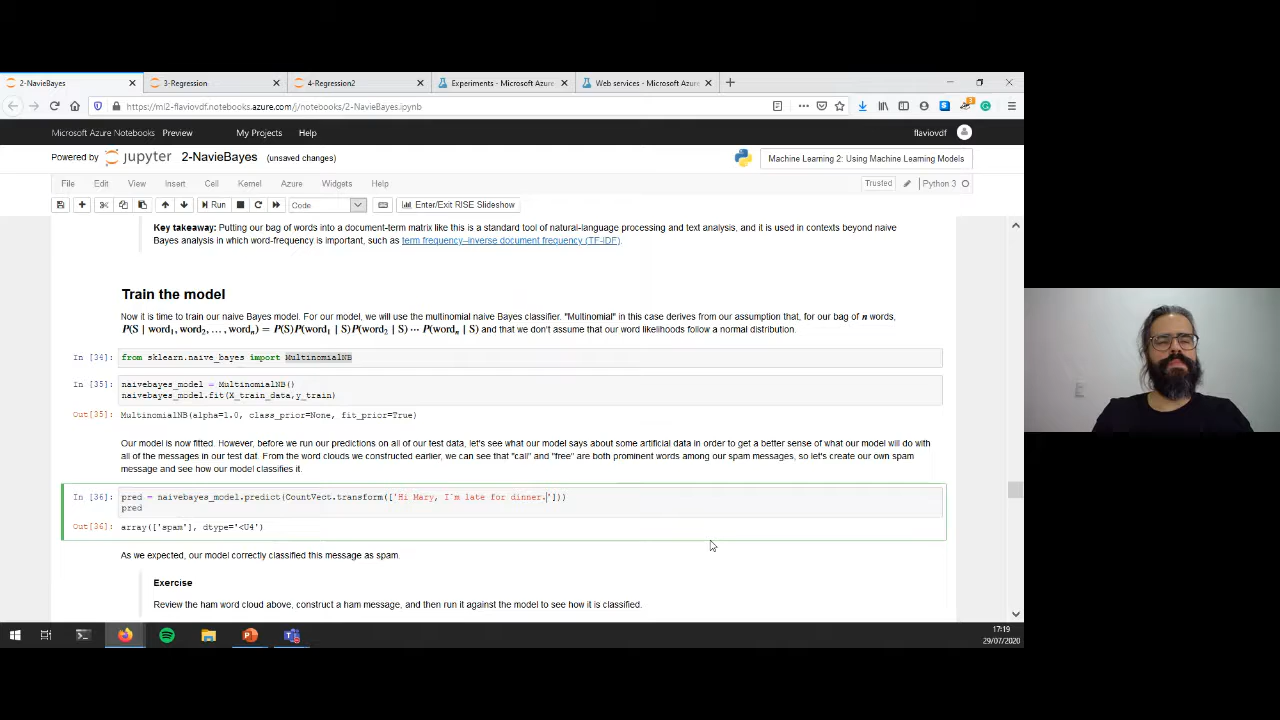 2-NavieBayes
3-Regression
4-Regression2
Experiments - Microsoft Azure
Web services - Microsoft Azure
https://ml2-flaviovdf.notebooks.azure.com/j/notebooks/2-NavieBayes.ipynb
Microsoft Azure Notebooks Preview My Projects Help flaviovdf
Powered by jupyter 2-NavieBayes (unsaved changes) Machine Learning 2: Using Machine Learning Models
File Edit View Insert Cell Kernel Azure Widgets Help Trusted Python 3
Run Code Enter/Exit RISE Slideshow
Key takeaway: Putting our bag of words into a document-term matrix like this is a standard tool of natural-language processing and text analysis, and it is used in contexts beyond naive
Bayes analysis in which word-frequency is important, such as term frequency–inverse document frequency (TF-IDF).
Train the model
Now it is time to train our naive Bayes model. For our model, we will use the multinomial naive Bayes classifier. "Multinomial" in this case derives from our assumption that, for our bag of n words,
P(S | word1, word2, … , wordn) = P(S)P(word1 | S)P(word2 | S) ⋯ P(wordn | S) and that we don't assume that our word likelihoods follow a normal distribution.
In [34]: from sklearn.naive_bayes import MultinomialNB
In [35]: naivebayes_model = MultinomialNB()
naivebayes_model.fit(X_train_data,y_train)
Out[35]: MultinomialNB(alpha=1.0, class_prior=None, fit_prior=True)
Our model is now fitted. However, before we run our predictions on all of our test data, let's see what our model says about some artificial data in order to get a better sense of what our model will do with
all of the messages in our test dat. From the word clouds we constructed earlier, we can see that "call" and "free" are both prominent words among our spam messages, so let's create our own spam
message and see how our model classifies it.
In [36]: pred = naivebayes_model.predict(CountVect.transform(['Hi Mary, I`m late for dinner.']))
pred
Out[36]: array(['spam'], dtype='<U4')
As we expected, our model correctly classified this message as spam.
Exercise
Review the ham word cloud above, construct a ham message, and then run it against the model to see how it is classified.
17:19
29/07/2020